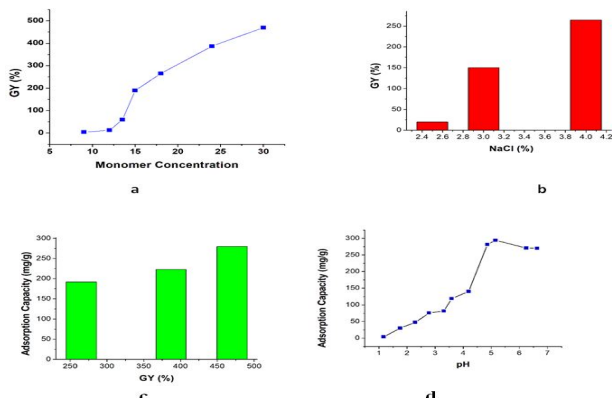 500
400
300
200
100
0
GY (%)
5 10 15 20 25 30
Monomer Concentration
a
250
200
150
100
50
0
GY (%)
2.4 2.6 2.8 3.0 3.2 3.4 3.6 3.8 4.0 4.2
NaCl (%)
b
300
250
200
150
100
50
0
Adsorption Capacity (mg/g)
250 300 350 400 450 500
GY (%)
c
300
250
200
150
100
50
0
Adsorption Capacity (mg/g)
1 2 3 4 5 6 7
pH
d